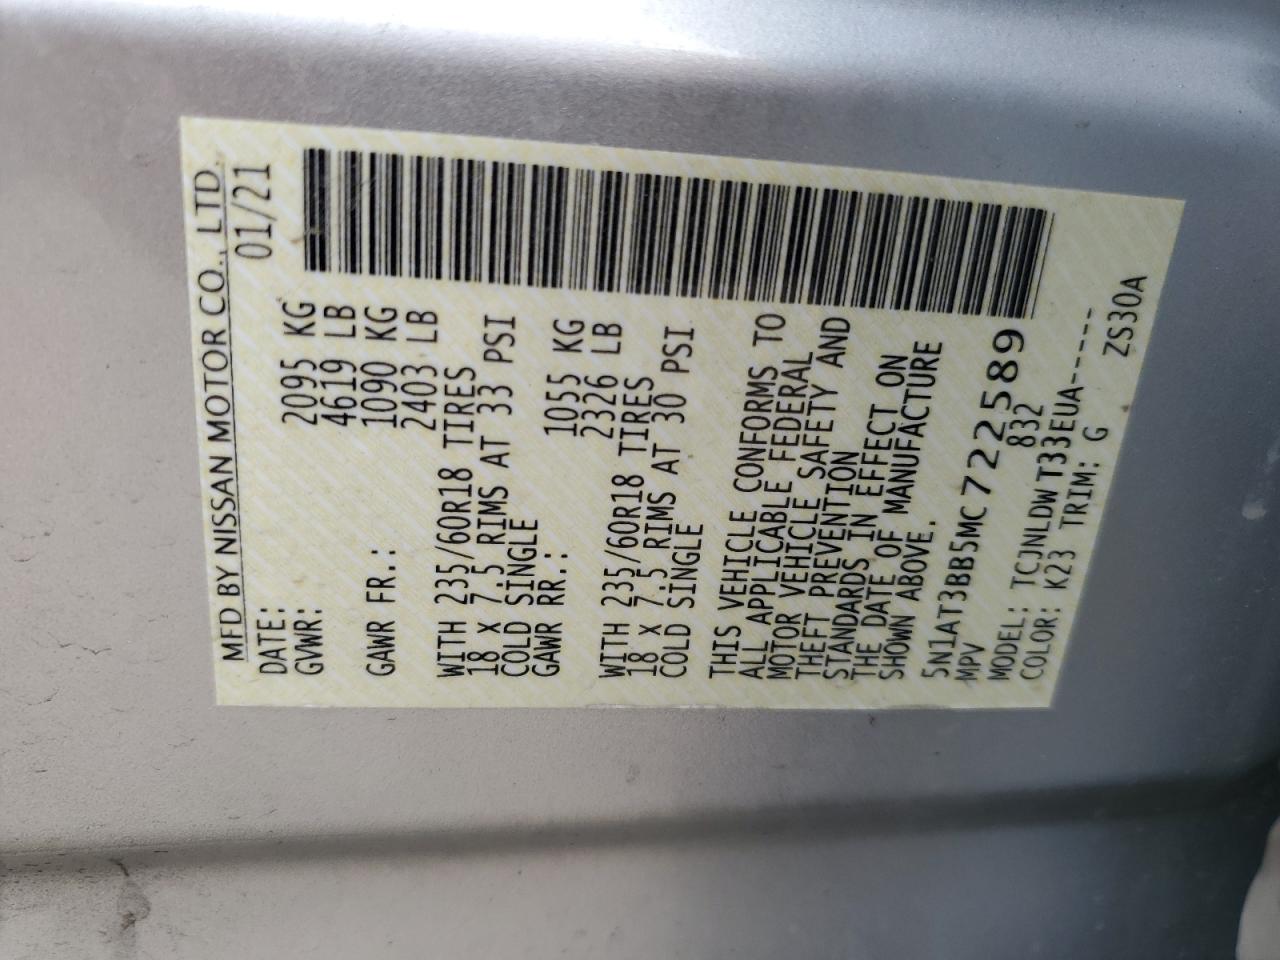 MFD BY NISSAN MOTOR CO., LTD.
DATE: 01/21
GVWR: 2095 KG
4619 LB
GAWR FR.: 1090 KG
2403 LB
WITH 235/60R18 TIRES
18 X 7.5 RIMS AT 33 PSI
COLD SINGLE
GAWR RR.: 1055 KG
2326 LB
WITH 235/60R18 TIRES
18 X 7.5 RIMS AT 30 PSI
COLD SINGLE
THIS VEHICLE CONFORMS TO
ALL APPLICABLE FEDERAL
MOTOR VEHICLE SAFETY AND
THEFT PREVENTION
STANDARDS IN EFFECT ON
THE DATE OF MANUFACTURE
SHOWN ABOVE.
5N1AT3BB5MC722589
MPV 832
MODEL: TCJNLDWT33EUA-----
COLOR: K23 TRIM: G ZS30A